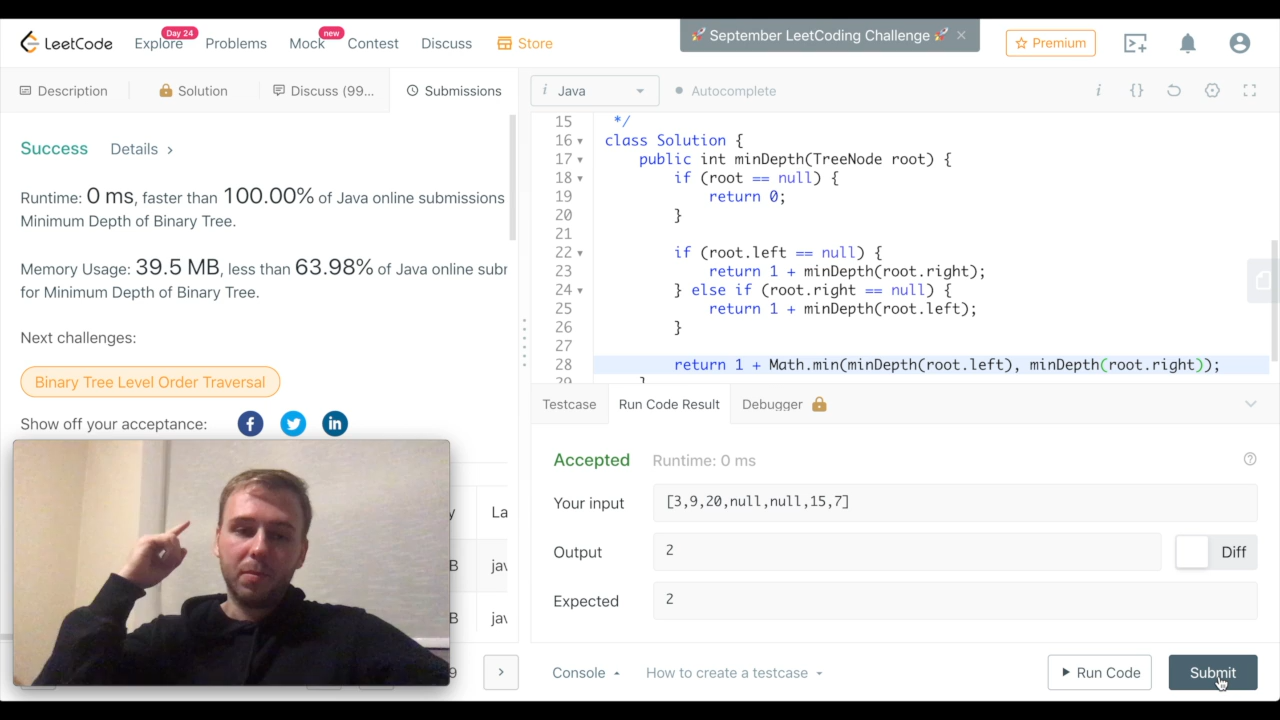 LeetCode
Day 24
Explore
Problems
new
Mock
Contest
Discuss
Store
🚀 September LeetCoding Challenge 🚀 ×
Premium
Description
Solution
Discuss (99...
Submissions
i Java
Autocomplete
i {}
Success Details >
Runtime: 0 ms, faster than 100.00% of Java online submissions
Minimum Depth of Binary Tree.
Memory Usage: 39.5 MB, less than 63.98% of Java online subr
for Minimum Depth of Binary Tree.
Next challenges:
Binary Tree Level Order Traversal
Show off your acceptance:
f
in
y La
B jav
B jav
9 >
15 */
16 class Solution {
17 public int minDepth(TreeNode root) {
18 if (root == null) {
19 return 0;
20 }
21
22 if (root.left == null) {
23 return 1 + minDepth(root.right);
24 } else if (root.right == null) {
25 return 1 + minDepth(root.left);
26 }
27
28 return 1 + Math.min(minDepth(root.left), minDepth(root.right));
29 }
Testcase
Run Code Result
Debugger
Accepted Runtime: 0 ms
Your input [3,9,20,null,null,15,7]
Output 2
Diff
Expected 2
Console
How to create a testcase
Run Code
Submit